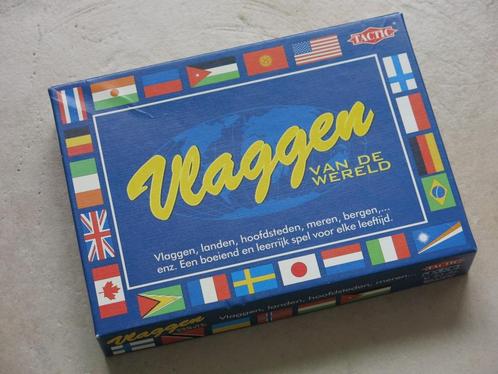 TACTIC
Vlaggen
VAN DE
WERELD
Vlaggen, landen, hoofdsteden, meren, bergen,...
enz. Een boeiend en leerrijk spel voor elke leeftijd.
Vlaggen
Vlaggen, landen, hoofdsteden, meren...
TACTIC